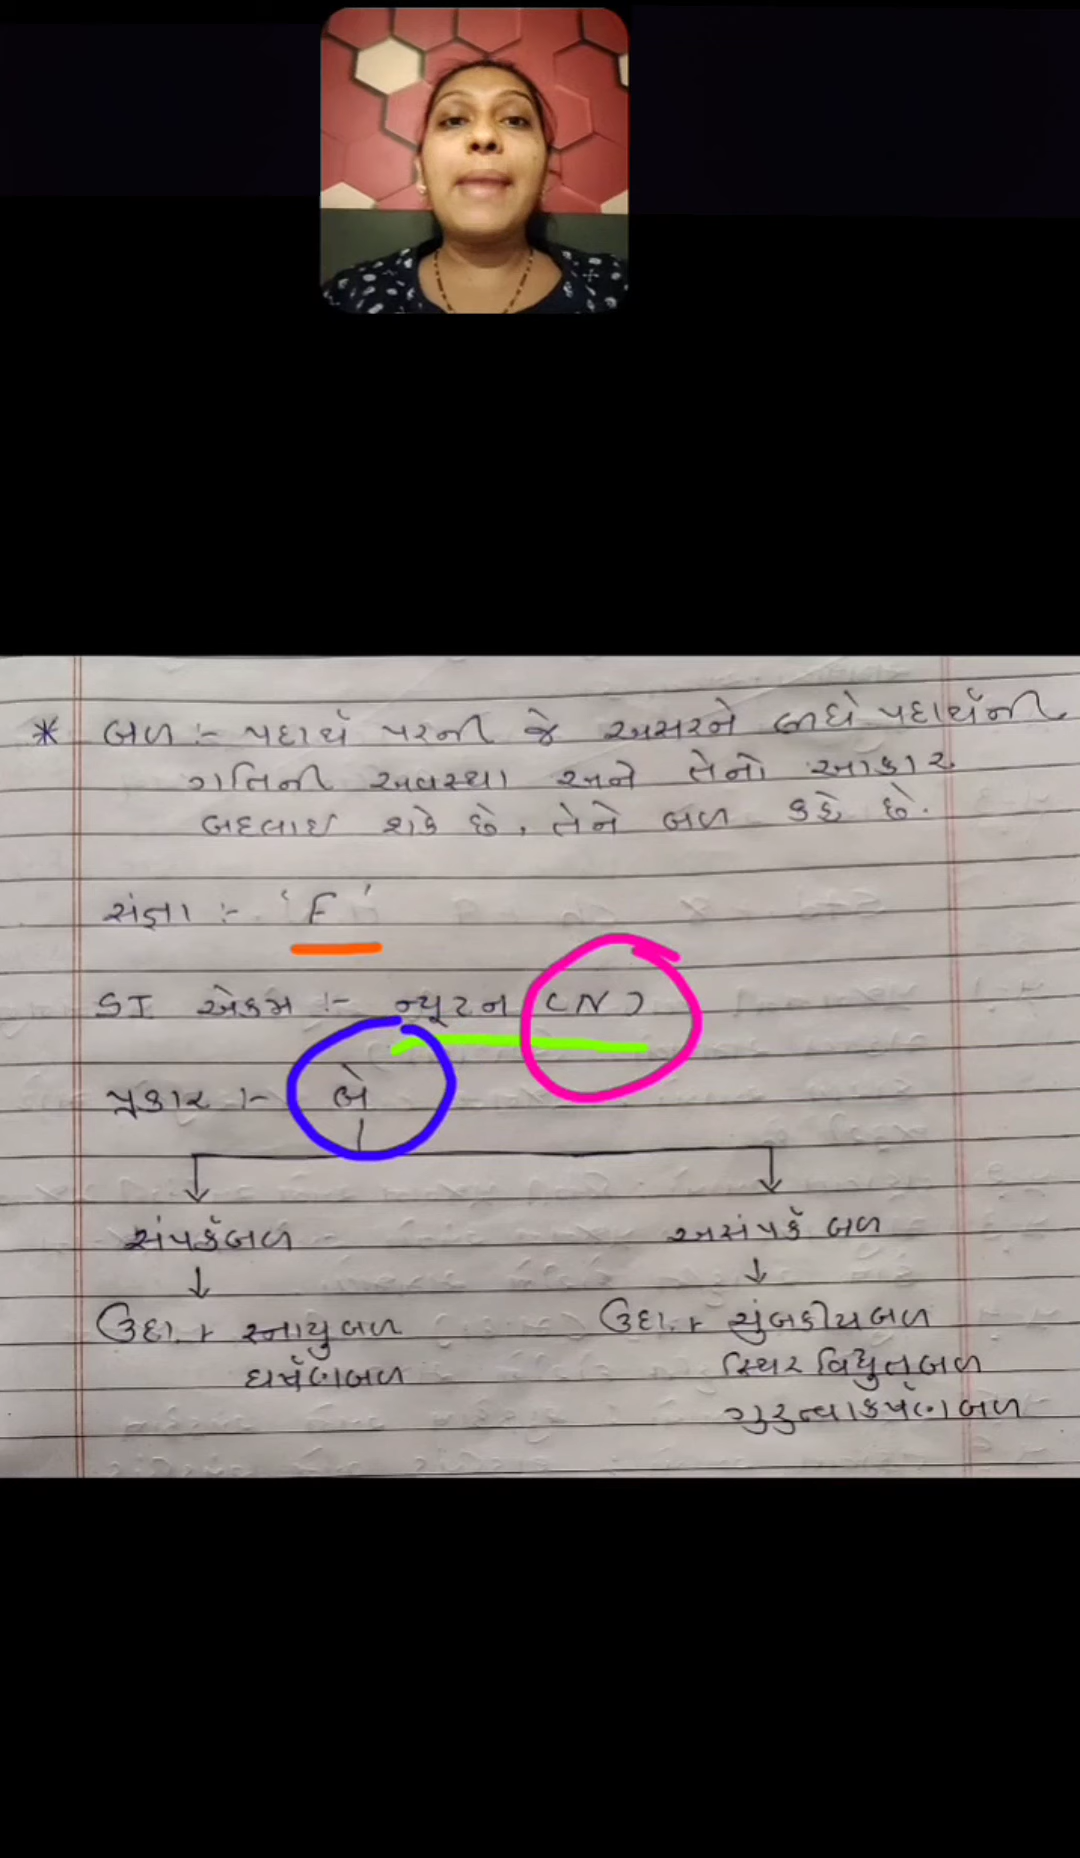 * બળ :- પદાર્થ પરની જે અસરને લીધે પદાર્થની
ગતિની અવસ્થા અને તેનો આકાર
બદલાઇ શકે છે, તેને બળ કહે છે.
સંજ્ઞા :- 'F'
SI એકમ :- ન્યૂટન (N)
પ્રકાર :- બે
સંપર્કબળ અસંપર્ક બળ
ઉદા. સ્નાયુબળ ઉદા. ચુંબકીયબળ
ઘર્ષણબળ સ્થિર વિદ્યુતબળ
ગુરુત્વાકર્ષણબળ